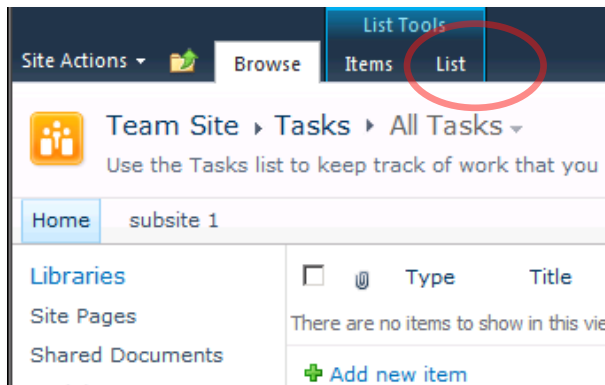 List Tools
Site Actions Browse Items List
Team Site Tasks All Tasks
Use the Tasks list to keep track of work that you
Home subsite 1
Libraries
Type Title
Site Pages
There are no items to show in this vie
Shared Documents
Add new item